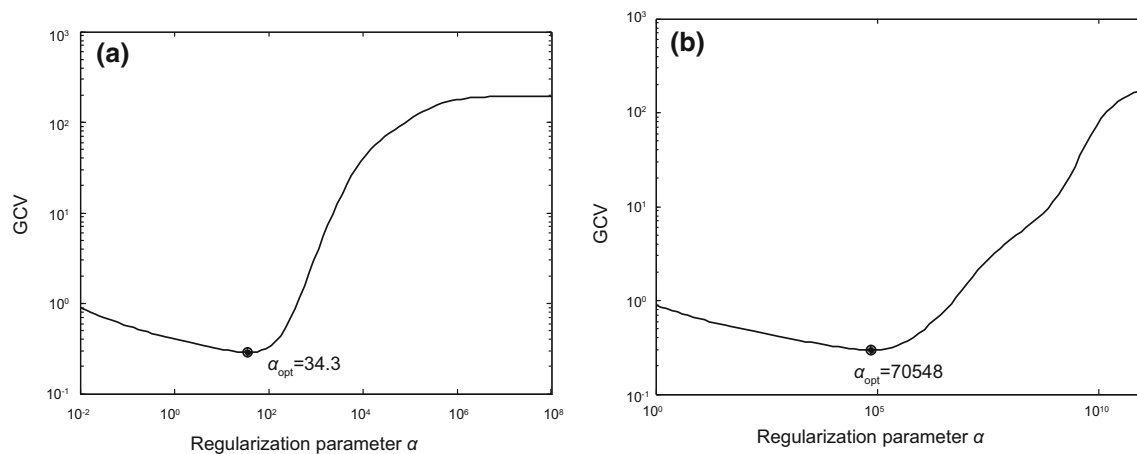 (a)
GCV
10³
10²
10¹
10⁰
10⁻¹
α_opt=34.3
10⁻² 10⁰ 10² 10⁴ 10⁶ 10⁸
Regularization parameter α
(b)
GCV
10³
10²
10¹
10⁰
10⁻¹
α_opt=70548
10⁰ 10⁵ 10¹⁰
Regularization parameter α